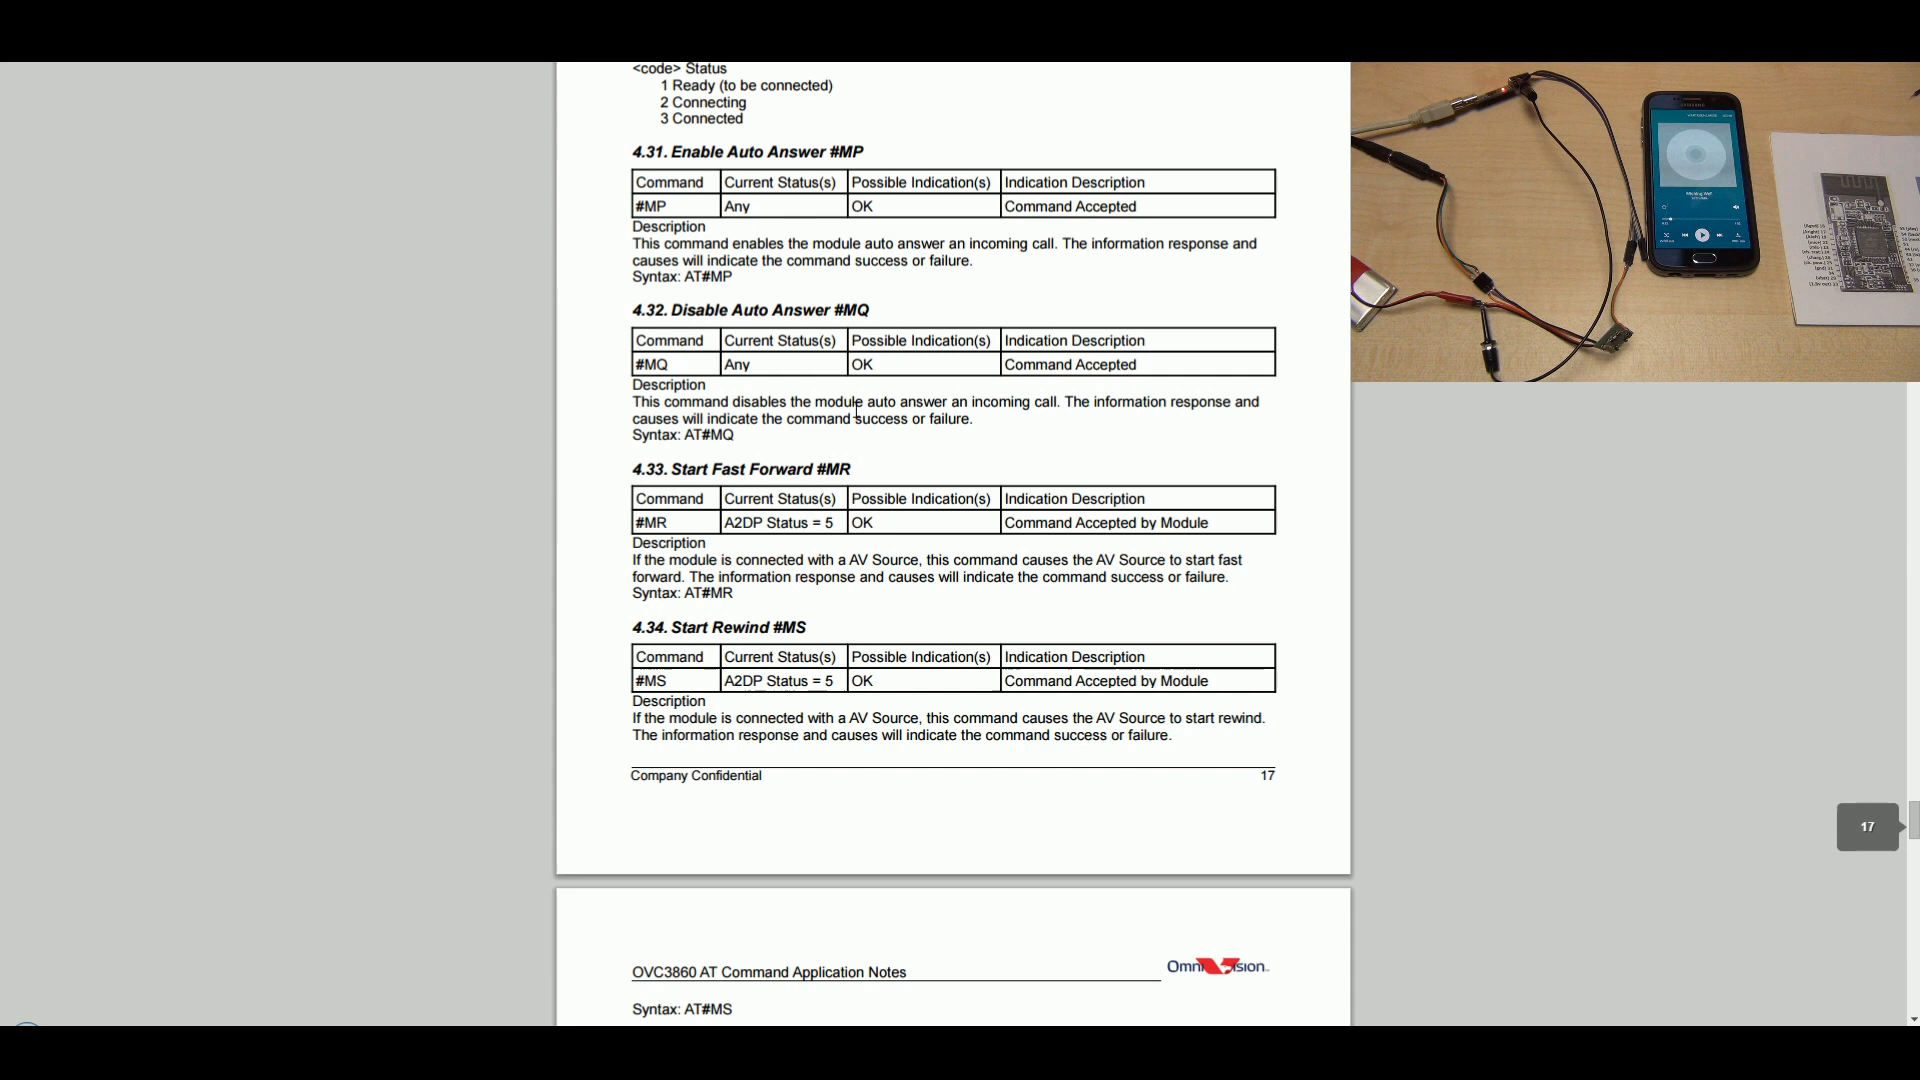 <code> Status
1 Ready (to be connected)
2 Connecting
3 Connected
4.31. Enable Auto Answer #MP
Command Current Status(s) Possible Indication(s) Indication Description
#MP Any OK Command Accepted
Description
This command enables the module auto answer an incoming call. The information response and
causes will indicate the command success or failure.
Syntax: AT#MP
4.32. Disable Auto Answer #MQ
Command Current Status(s) Possible Indication(s) Indication Description
#MQ Any OK Command Accepted
Description
This command disables the module auto answer an incoming call. The information response and
causes will indicate the command success or failure.
Syntax: AT#MQ
4.33. Start Fast Forward #MR
Command Current Status(s) Possible Indication(s) Indication Description
#MR A2DP Status = 5 OK Command Accepted by Module
Description
If the module is connected with a AV Source, this command causes the AV Source to start fast
forward. The information response and causes will indicate the command success or failure.
Syntax: AT#MR
4.34. Start Rewind #MS
Command Current Status(s) Possible Indication(s) Indication Description
#MS A2DP Status = 5 OK Command Accepted by Module
Description
If the module is connected with a AV Source, this command causes the AV Source to start rewind.
The information response and causes will indicate the command success or failure.
Company Confidential 17
17
OVC3860 AT Command Application Notes
OmniVision
Syntax: AT#MS
SAMSUNG